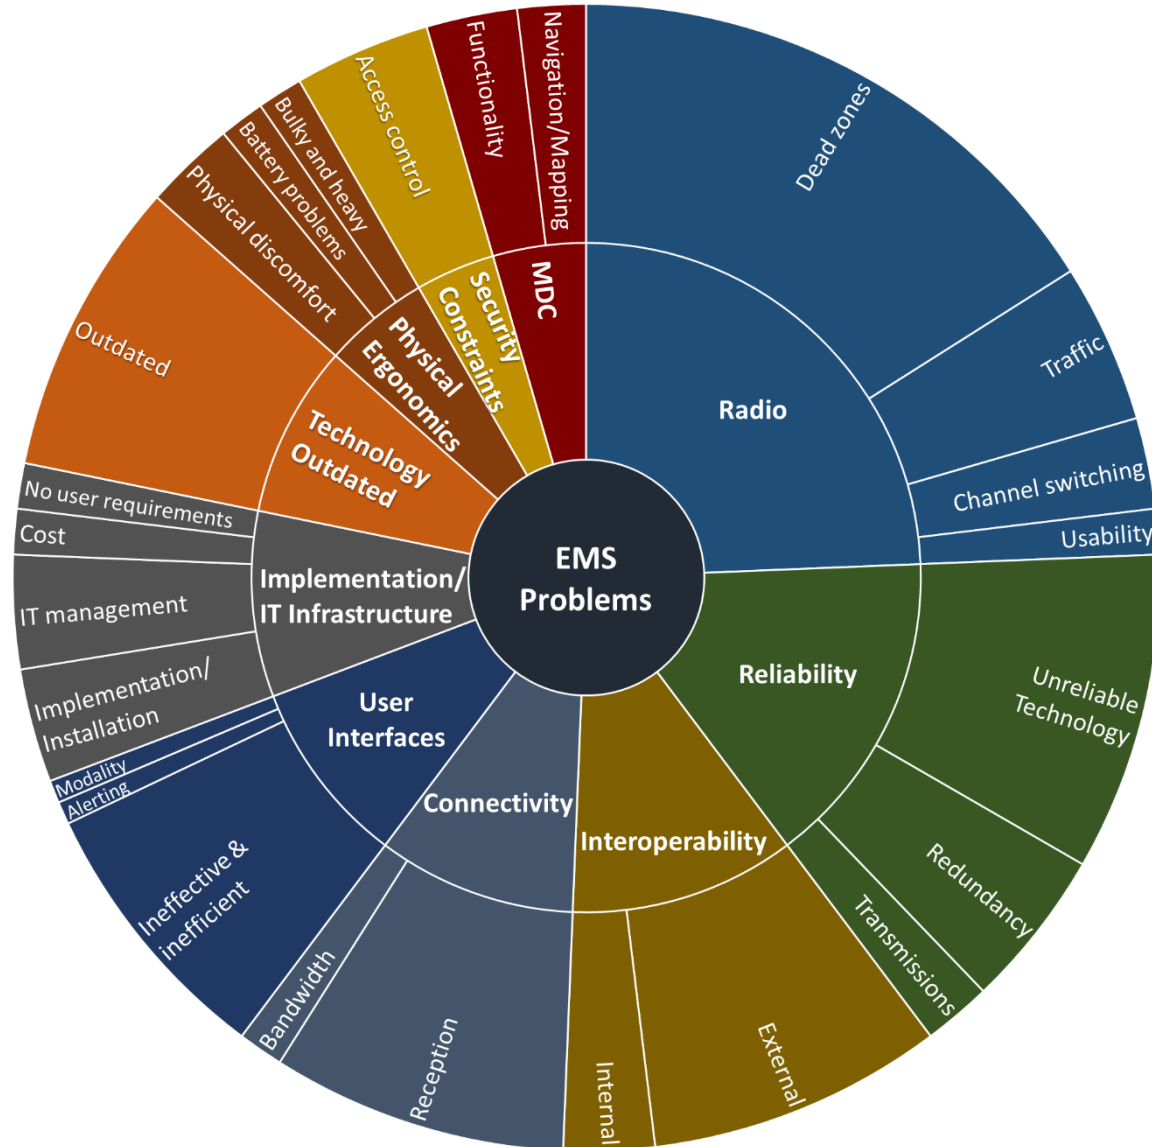 EMS
Problems
Radio
Dead zones
Traffic
Channel switching
Usability
Reliability
Unreliable
Technology
Redundancy
Transmissions
Interoperability
External
Internal
Connectivity
Reception
Bandwidth
User
Interfaces
Ineffective &
inefficient
Alerting
Modality
Implementation/
IT Infrastructure
Implementation/
Installation
IT management
Cost
No user requirements
Technology
Outdated
Outdated
Physical
Ergonomics
Physical discomfort
Battery problems
Bulky and heavy
Security
Constraints
Access control
MDC
Functionality
Navigation/Mapping